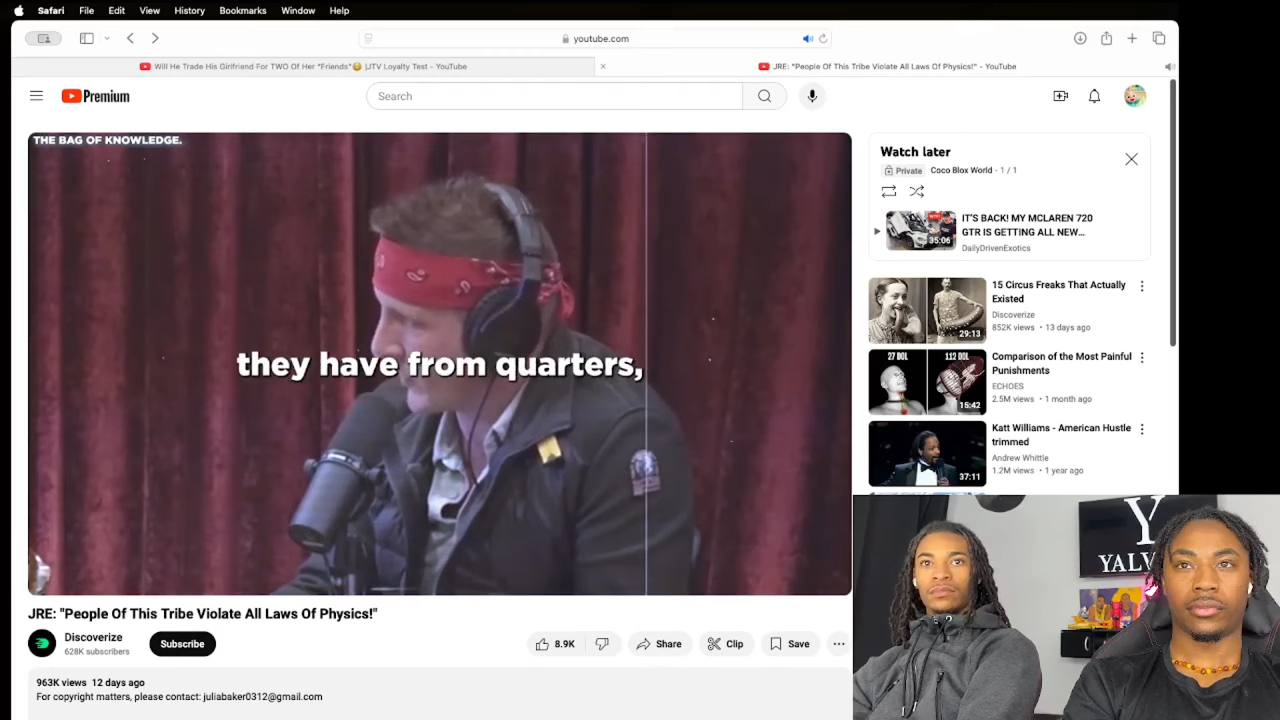 Safari File Edit View History Bookmarks Window Help
youtube.com
Will He Trade His Girlfriend For TWO Of Her "Friends"😳 |JTV Loyalty Test - YouTube
JRE: "People Of This Tribe Violate All Laws Of Physics!" - YouTube
Premium
Search
THE BAG OF KNOWLEDGE.
they have from quarters,
JRE: "People Of This Tribe Violate All Laws Of Physics!"
Discoverize
628K subscribers
Subscribe
8.9K
Share
Clip
Save
963K views 12 days ago
For copyright matters, please contact: juliabaker0312@gmail.com
Watch later
Private Coco Blox World - 1 / 1
35:06
IT'S BACK! MY MCLAREN 720
GTR IS GETTING ALL NEW...
DailyDrivenExotics
29:13
15 Circus Freaks That Actually
Existed
Discoverize
852K views • 13 days ago
27 DOL
112 DOL
15:42
Comparison of the Most Painful
Punishments
ECHOES
2.5M views • 1 month ago
37:11
Katt Williams - American Hustle
trimmed
Andrew Whittle
1.2M views • 1 year ago
Y